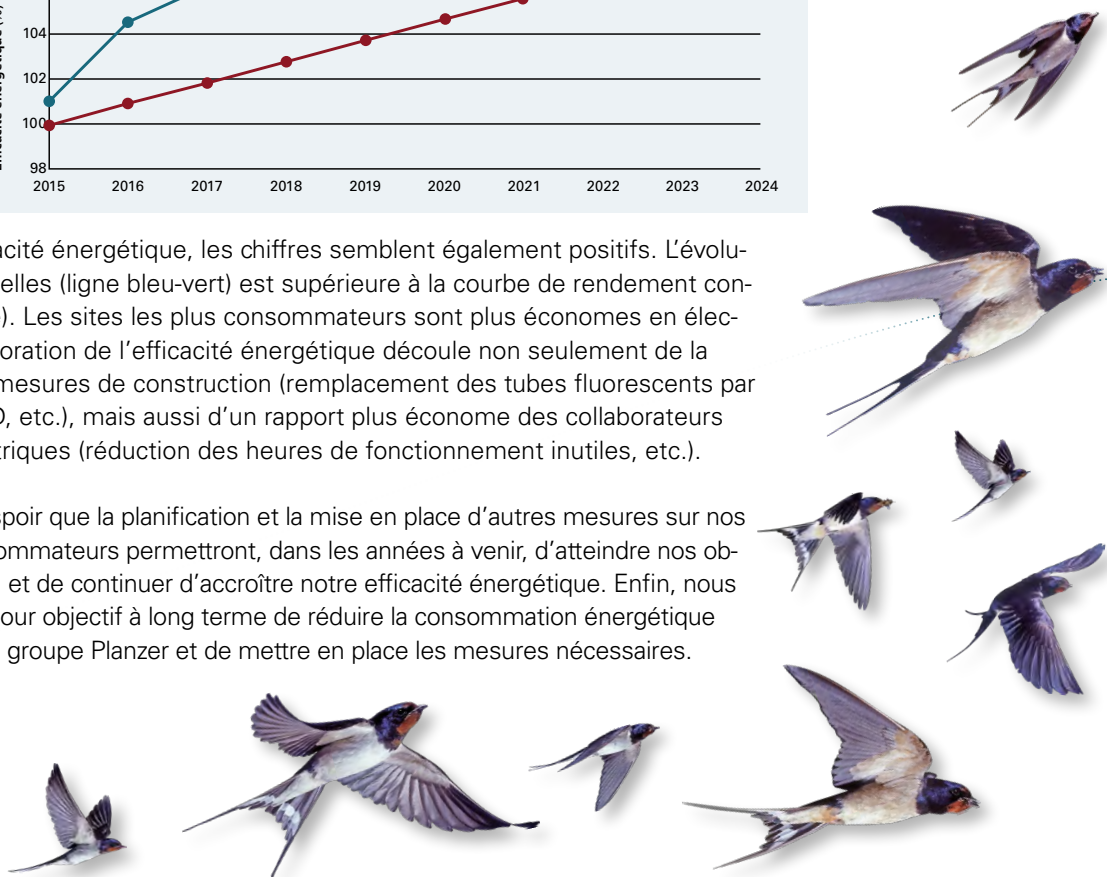 104
102
100
98
2015 2016 2017 2018 2019 2020 2021 2022 2023 2024
acité énergétique, les chiffres semblent également positifs. L’évolu-
elles (ligne bleu-vert) est supérieure à la courbe de rendement con-
). Les sites les plus consommateurs sont plus économes en élec-
oration de l’efficacité énergétique découle non seulement de la
mesures de construction (remplacement des tubes fluorescents par
, etc.), mais aussi d’un rapport plus économe des collaborateurs
triques (réduction des heures de fonctionnement inutiles, etc.).
spoir que la planification et la mise en place d’autres mesures sur nos
ommateurs permettront, dans les années à venir, d’atteindre nos ob-
et de continuer d’accroître notre efficacité énergétique. Enfin, nous
our objectif à long terme de réduire la consommation énergétique
groupe Planzer et de mettre en place les mesures nécessaires.